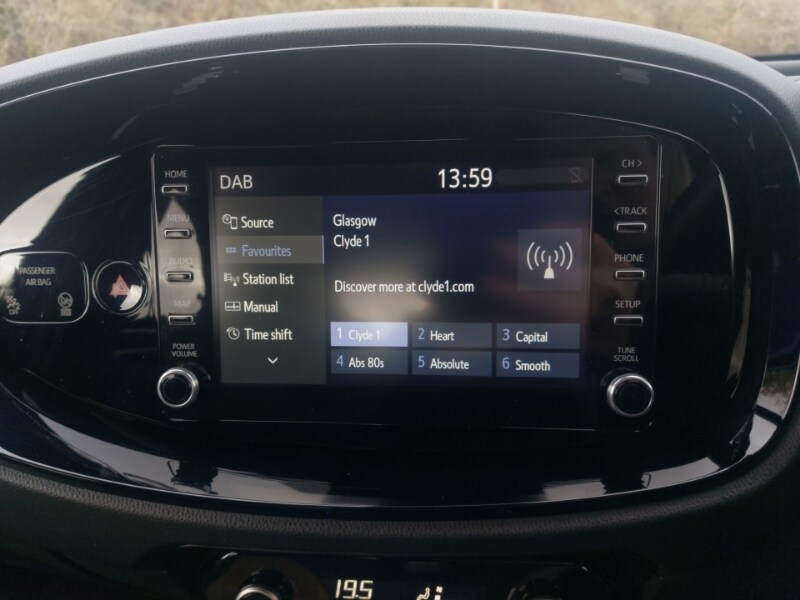 DAB
13:59
HOME
MENU
AUDIO
MAP
POWER
VOLUME
PASSENGER
AIR BAG
OFF
Source
Favourites
Station list
Manual
Time shift
Glasgow
Clyde 1
Discover more at clyde1.com
1 Clyde 1
2 Heart
3 Capital
4 Abs 80s
5 Absolute
6 Smooth
CH >
<TRACK
PHONE
SETUP
TUNE
SCROLL
19.5